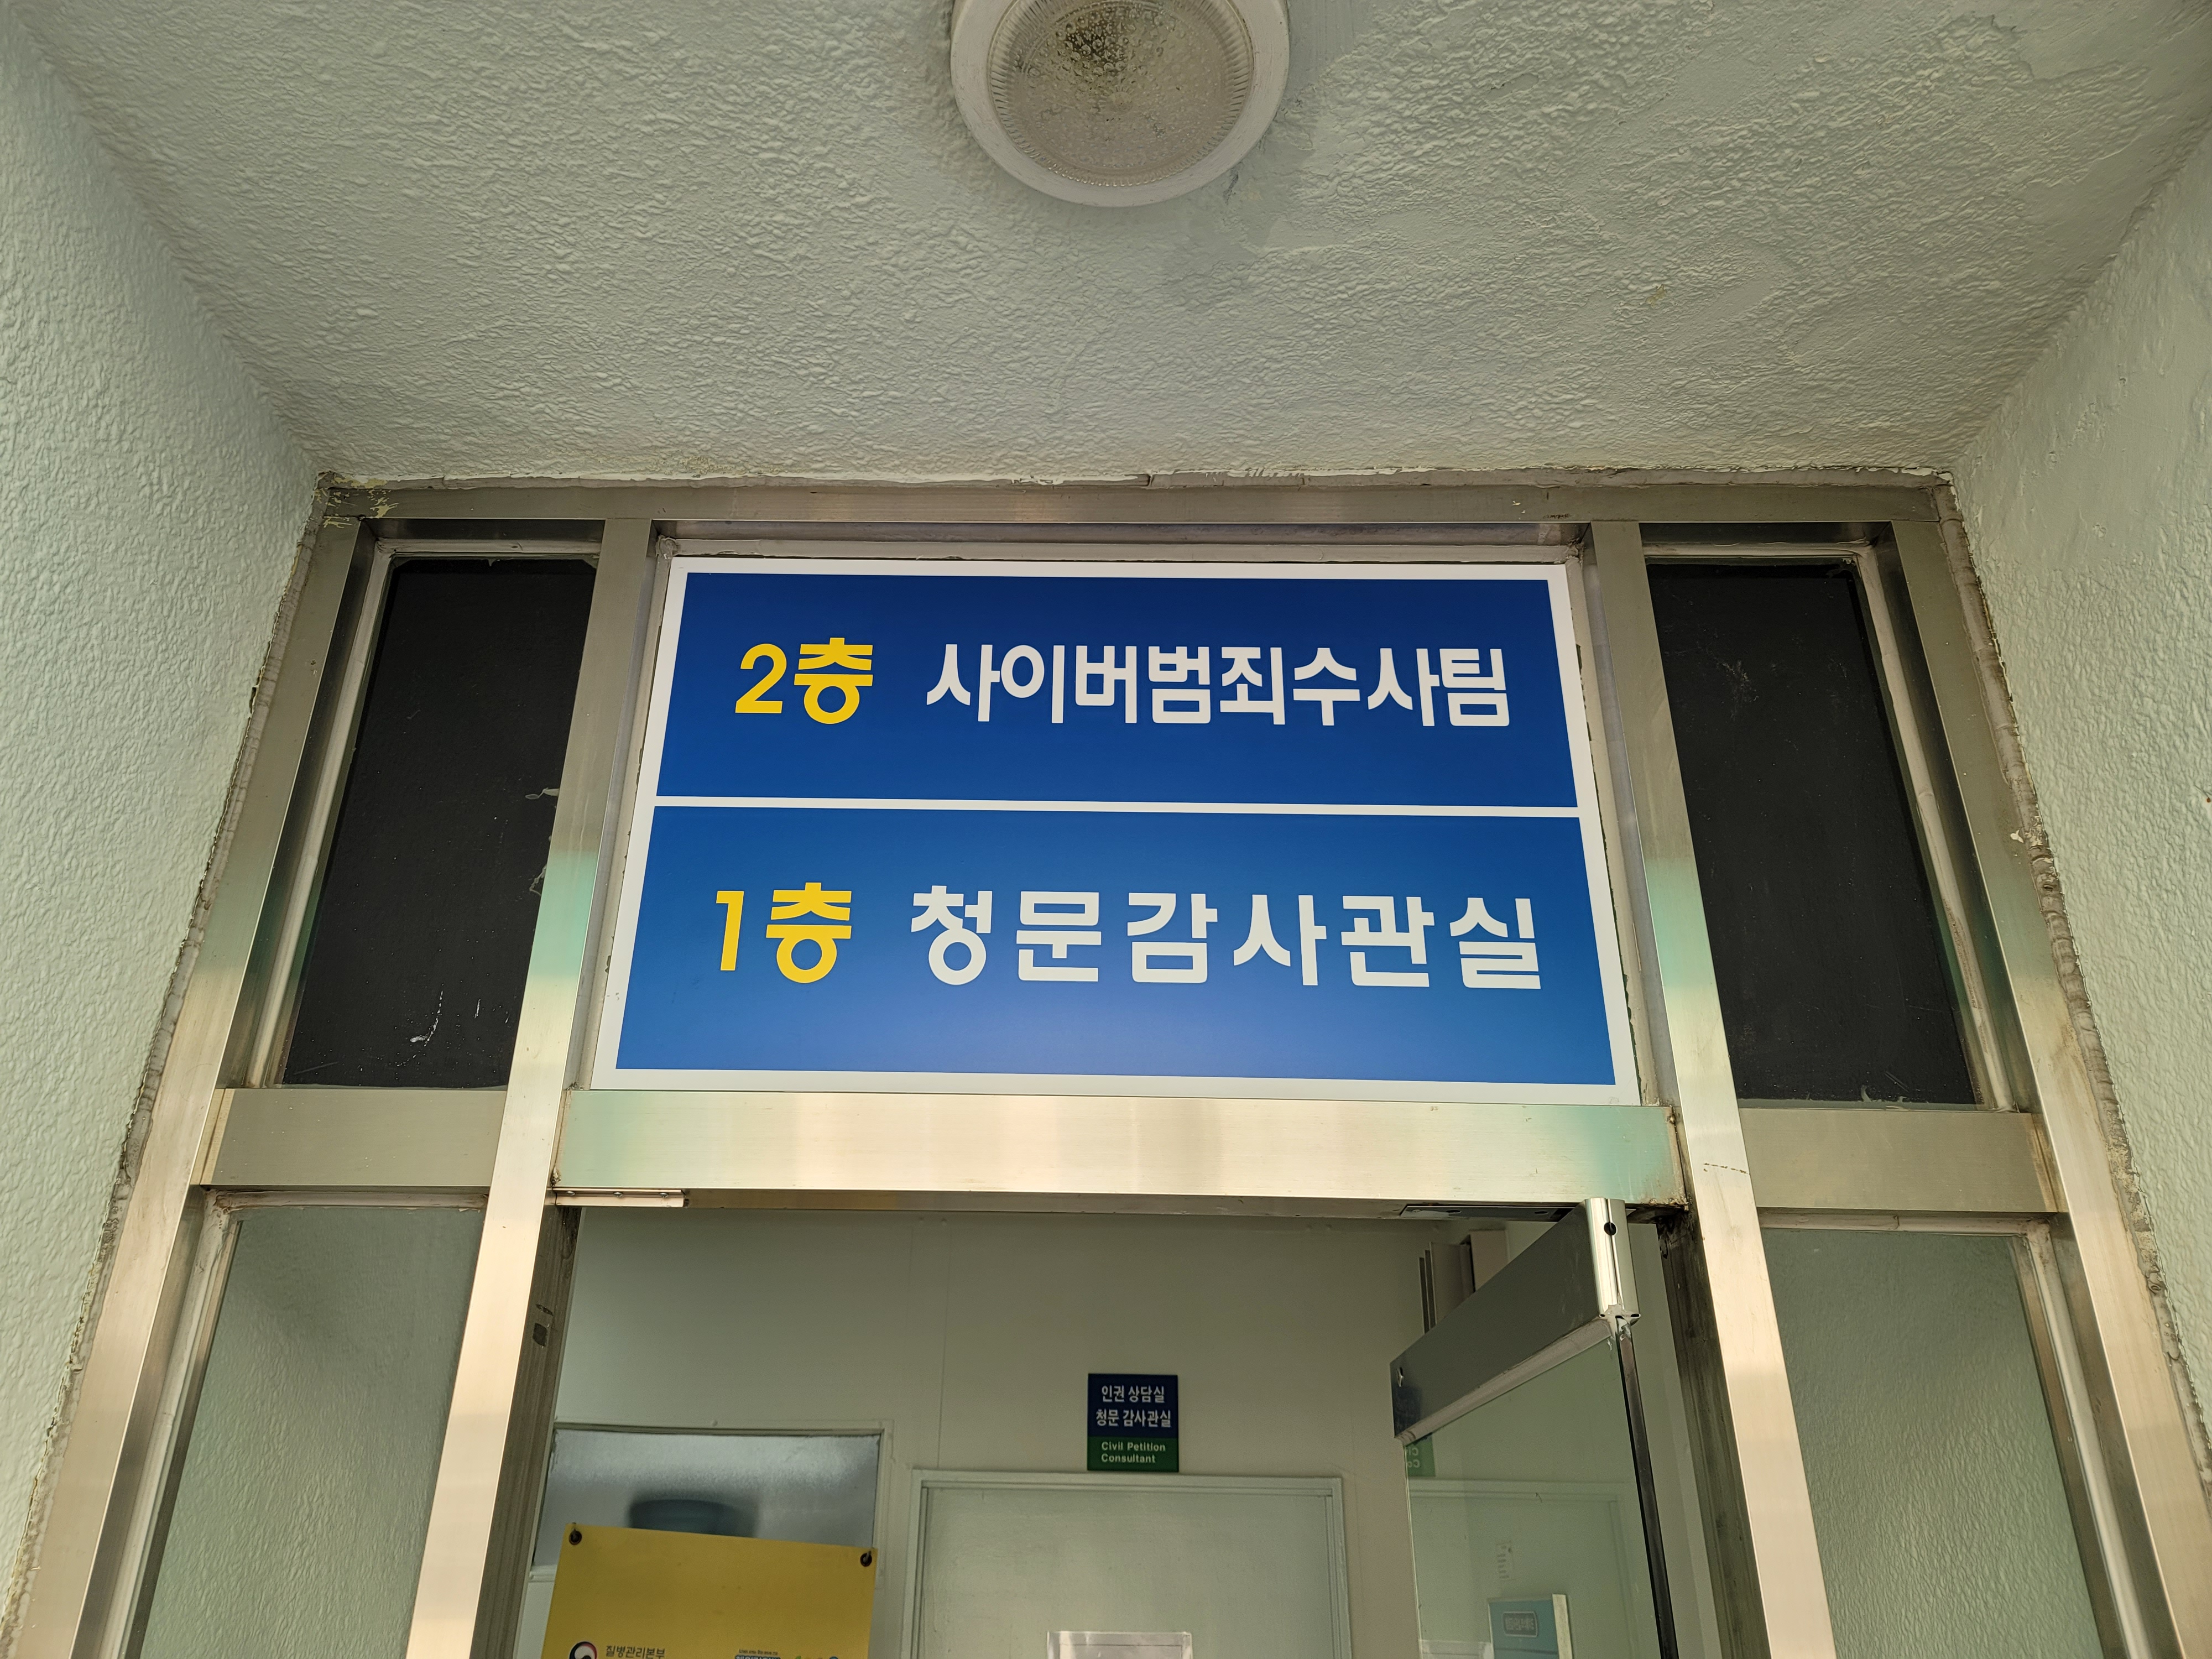 2층 사이버범죄수사팀
1층 청문감사관실
인권 상담실
청문 감사관실
Civil Petition
Consultant
질병관리본부